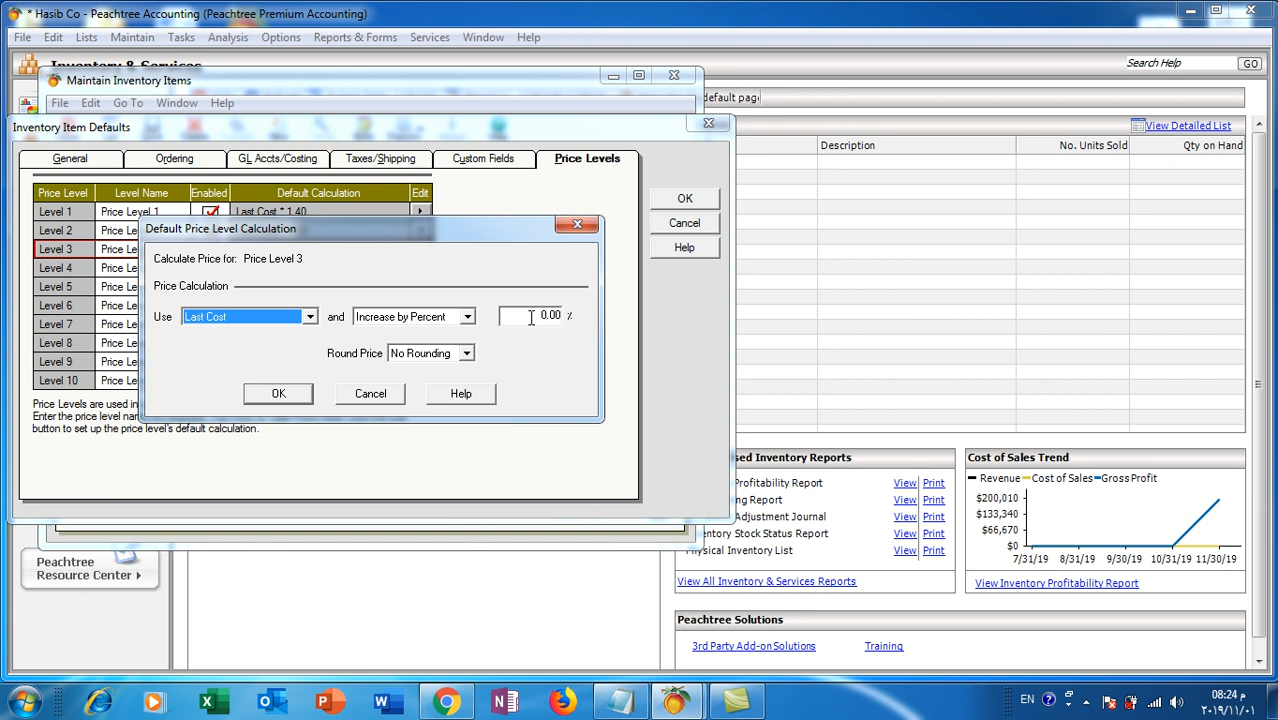 * Hasib Co - Peachtree Accounting (Peachtree Premium Accounting)
File Edit Lists Maintain Tasks Analysis Options Reports & Forms Services Window Help
Inventory & Services
Search Help GO
Maintain Inventory Items
File Edit Go To Window Help
default page
Inventory Item Defaults
View Detailed List
Description No. Units Sold Qty on Hand
General Ordering GL Accts/Costing Taxes/Shipping Custom Fields Price Levels
Price Level Level Name Enabled Default Calculation Edit
Level 1 Price Level 1 Last Cost * 1.40
Level 2 Price Le
Level 3 Price Le
Level 4 Price Le
Level 5 Price Le
Level 6 Price Le
Level 7 Price Le
Level 8 Price Le
Level 9 Price Le
Level 10 Price Le
OK
Cancel
Help
Default Price Level Calculation
Calculate Price for: Price Level 3
Price Calculation
Use Last Cost and Increase by Percent 0.00 %
Round Price No Rounding
OK Cancel Help
Price Levels are used in
Enter the price level nam
button to set up the price level's default calculation.
sed Inventory Reports
Profitability Report View Print
ing Report View Print
Adjustment Journal View Print
entory Stock Status Report View Print
Physical Inventory List View Print
View All Inventory & Services Reports
Cost of Sales Trend
Revenue Cost of Sales Gross Profit
$200,010
$133,340
$66,670
$0
7/31/19 8/31/19 9/30/19 10/31/19 11/30/19
View Inventory Profitability Report
Peachtree
Resource Center
Peachtree Solutions
3rd Party Add-on Solutions Training
EN
08:24 م
٢٠١٩/١١/٠١